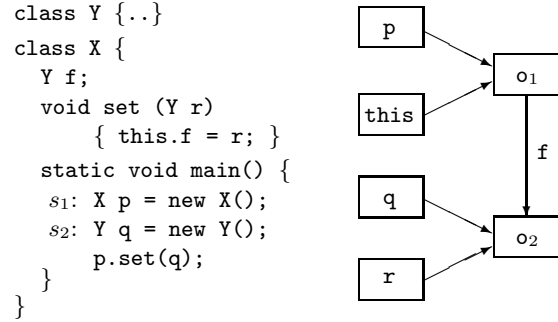 class Y {..}
class X {
Y f;
void set (Y r)
{ this.f = r; }
static void main() {
s₁: X p = new X();
s₂: Y q = new Y();
p.set(q);
}
}
p
o₁
this
f
q
o₂
r